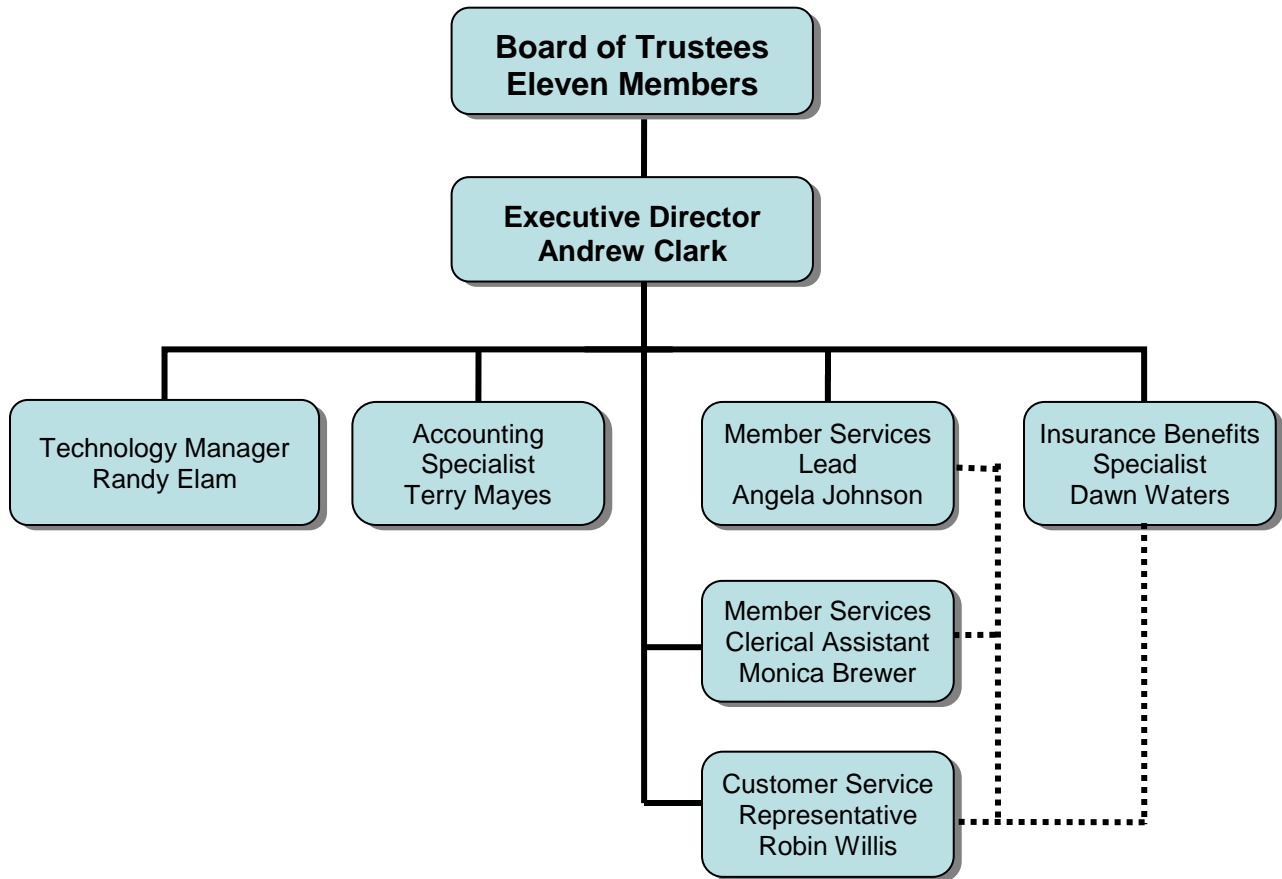 Board of Trustees
Eleven Members
Executive Director
Andrew Clark
Technology Manager
Randy Elam
Accounting
Specialist
Terry Mayes
Member Services
Lead
Angela Johnson
Insurance Benefits
Specialist
Dawn Waters
Member Services
Clerical Assistant
Monica Brewer
Customer Service
Representative
Robin Willis